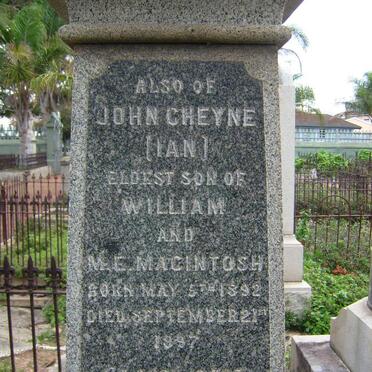 ALSO OF
JOHN CHEYNE
[IAN]
ELDEST SON OF
WILLIAM
AND
M.E. MACINTOSH
BORN MAY 5TH 1892
DIED SEPTEMBER 21ST
1897